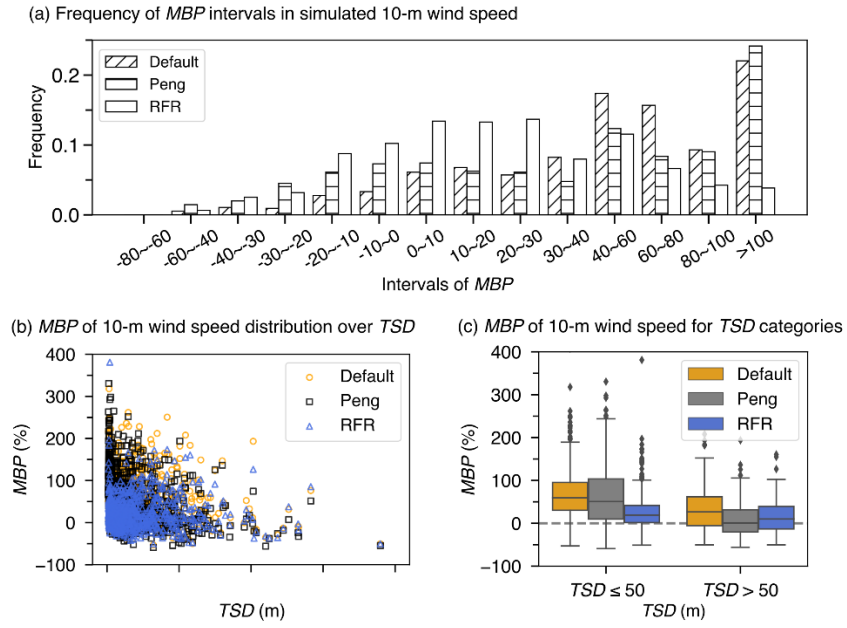 (a) Frequency of MBP intervals in simulated 10-m wind speed
Default
Peng
RFR
Frequency
0.2
0.1
0.0
-80~-60
-60~-40
-40~-30
-30~-20
-20~-10
-10~0
0~10
10~20
20~30
30~40
40~60
60~80
80~100
>100
Intervals of MBP
(b) MBP of 10-m wind speed distribution over TSD
400
300
200
100
0
-100
MBP (%)
Default
Peng
RFR
TSD (m)
(c) MBP of 10-m wind speed for TSD categories
400
300
200
100
0
-100
MBP (%)
Default
Peng
RFR
TSD ≤ 50
TSD > 50
TSD (m)